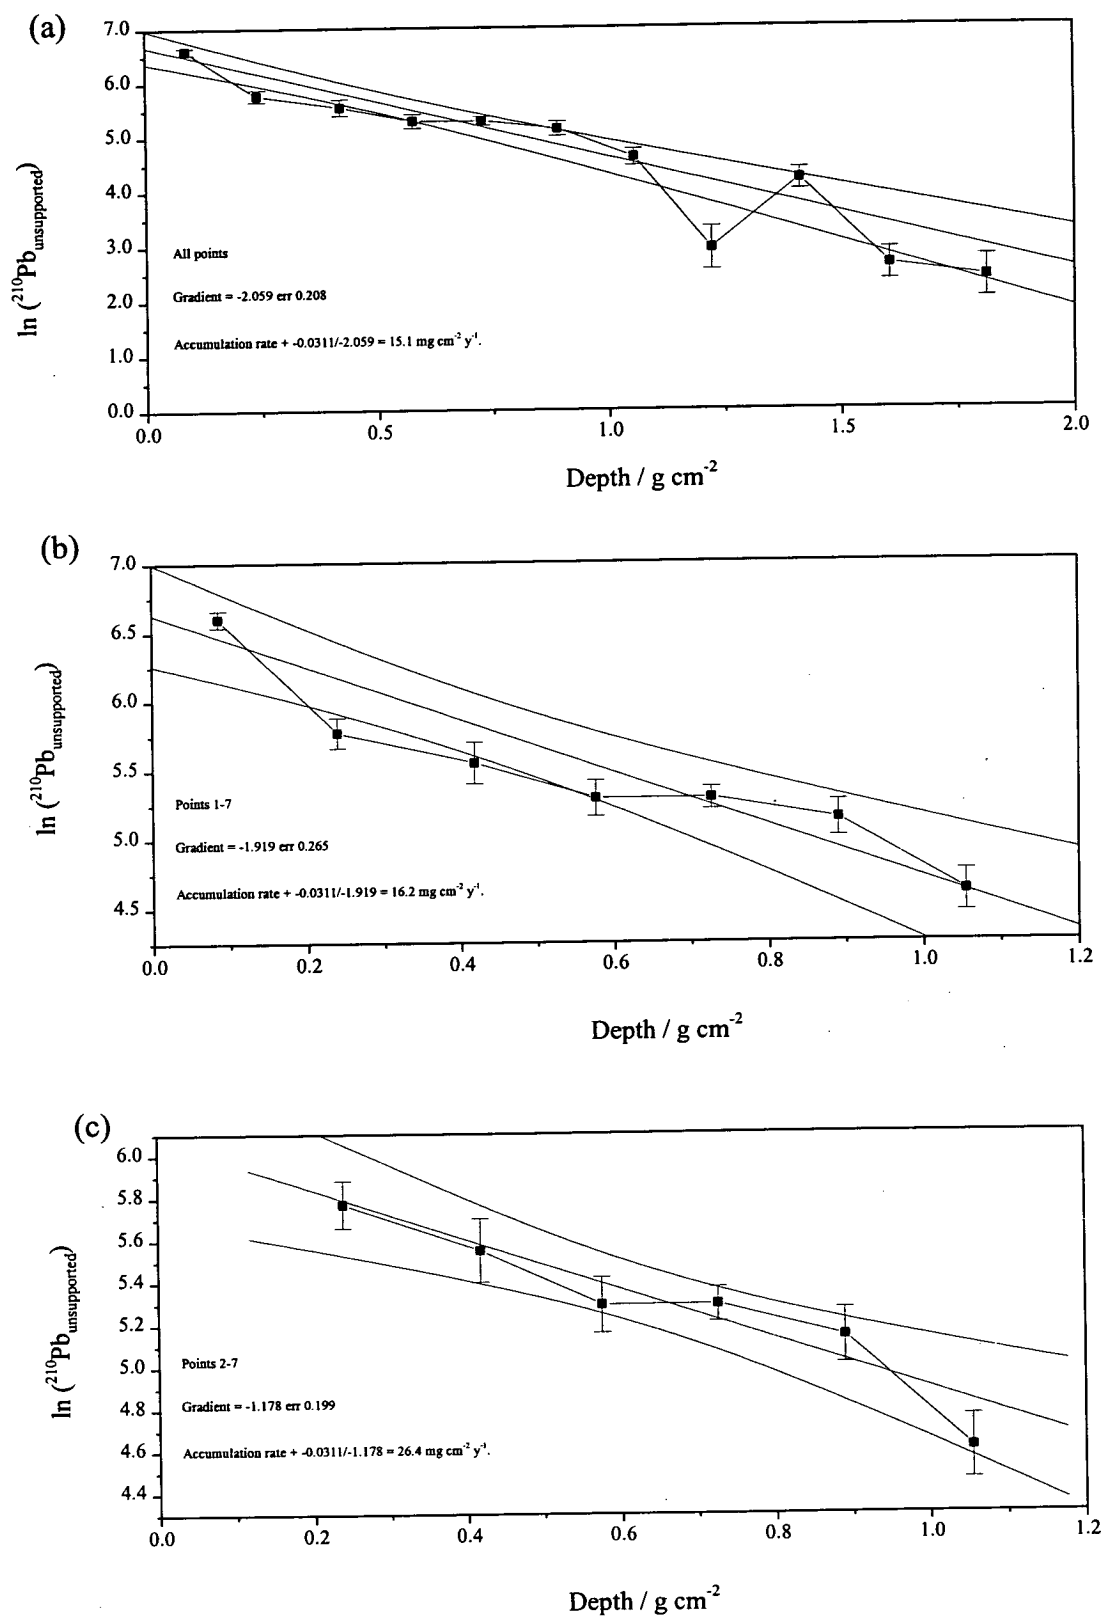 (a)
7.0
6.0
5.0
4.0
3.0
2.0
1.0
0.0
ln (²¹⁰Pb_unsupported)
All points
Gradient = -2.059 err 0.208
Accumulation rate + -0.0311/-2.059 = 15.1 mg cm⁻² y⁻¹.
0.0 0.5 1.0 1.5 2.0
Depth / g cm⁻²
(b)
7.0
6.5
6.0
5.5
5.0
4.5
ln (²¹⁰Pb_unsupported)
Points 1-7
Gradient = -1.919 err 0.265
Accumulation rate + -0.0311/-1.919 = 16.2 mg cm⁻² y⁻¹.
0.0 0.2 0.4 0.6 0.8 1.0 1.2
Depth / g cm⁻²
(c)
6.0
5.8
5.6
5.4
5.2
5.0
4.8
4.6
4.4
ln (²¹⁰Pb_unsupported)
Points 2-7
Gradient = -1.178 err 0.199
Accumulation rate + -0.0311/-1.178 = 26.4 mg cm⁻² y⁻¹.
0.0 0.2 0.4 0.6 0.8 1.0 1.2
Depth / g cm⁻²